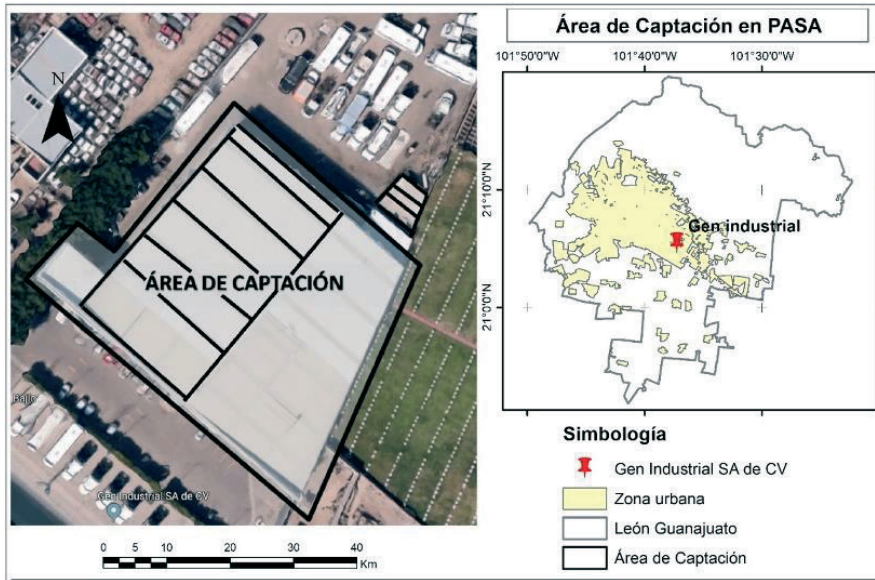 N
ÁREA DE CAPTACIÓN
Bajío
Gen Industrial SA de CV
0 5 10 20 30 40
Km
Área de Captación en PASA
101°50'0"W 101°40'0"W 101°30'0"W
21°10'0"N
21°0'0"N
Gen industrial
Simbología
Gen Industrial SA de CV
Zona urbana
León Guanajuato
Área de Captación